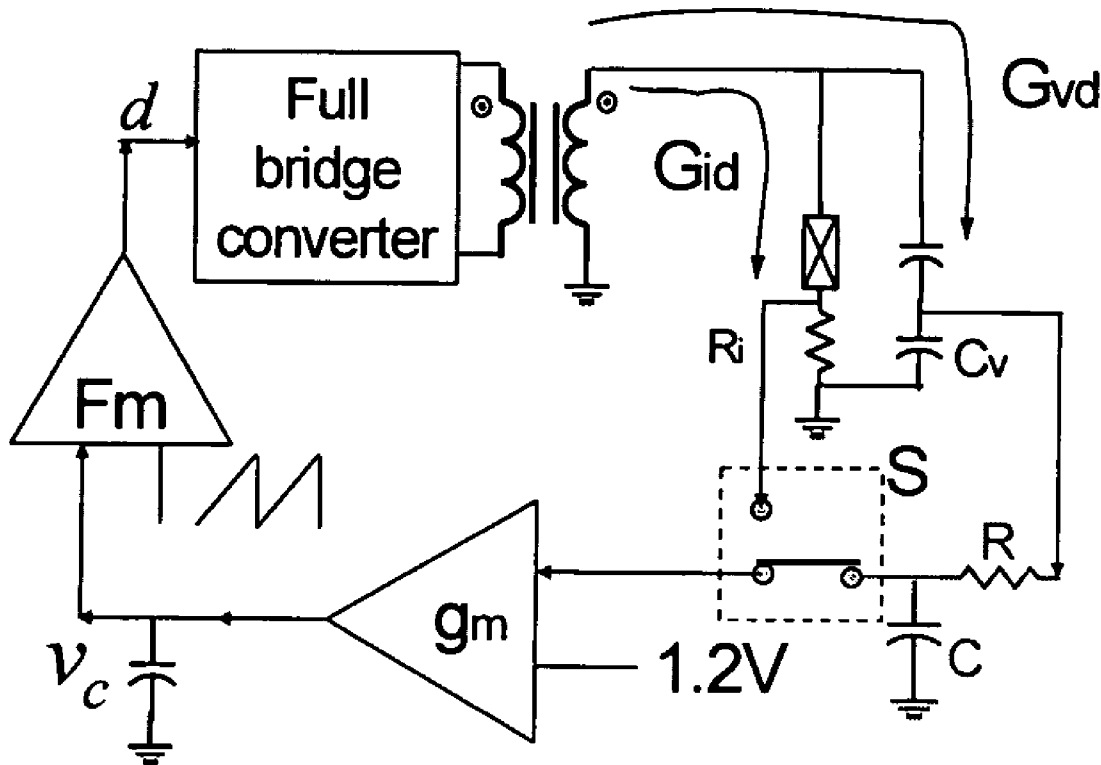 d
Full
bridge
converter
Gid
Gvd
Fm
Ri
Cv
S
R
C
gm
1.2V
vc